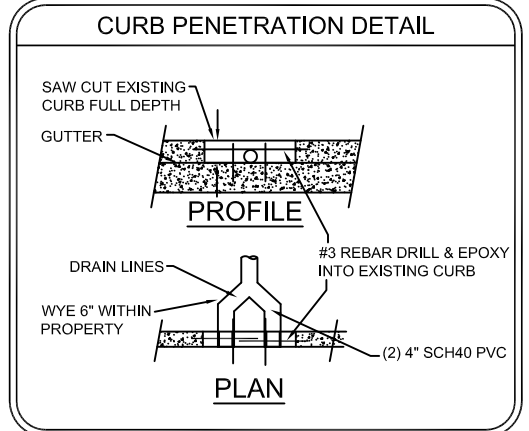 CURB PENETRATION DETAIL
SAW CUT EXISTING
CURB FULL DEPTH
GUTTER
PROFILE
#3 REBAR DRILL & EPOXY
INTO EXISTING CURB
DRAIN LINES
WYE 6" WITHIN
PROPERTY
(2) 4" SCH40 PVC
PLAN